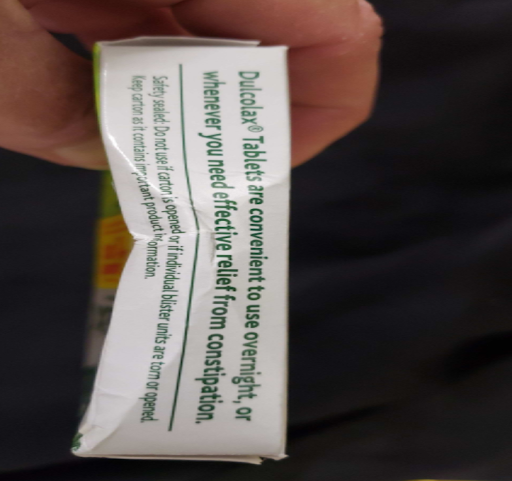 Dulcolax® Tablets are convenient to use overnight, or
whenever you need effective relief from constipation.
Safety sealed: Do not use if carton is opened or if individual blister units are torn or opened.
Keep carton as it contains important product information.